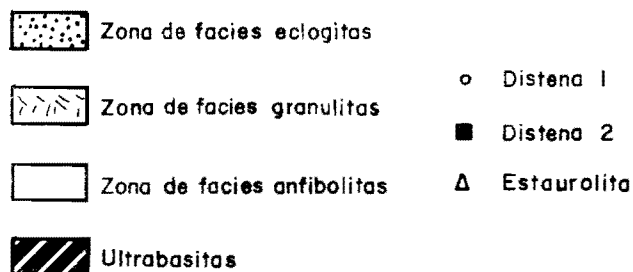 Zona de facies eclogitas
Zona de facies granulitas
Zona de facies anfibolitas
Ultrabasitas
Distena 1
Distena 2
Estaurolita